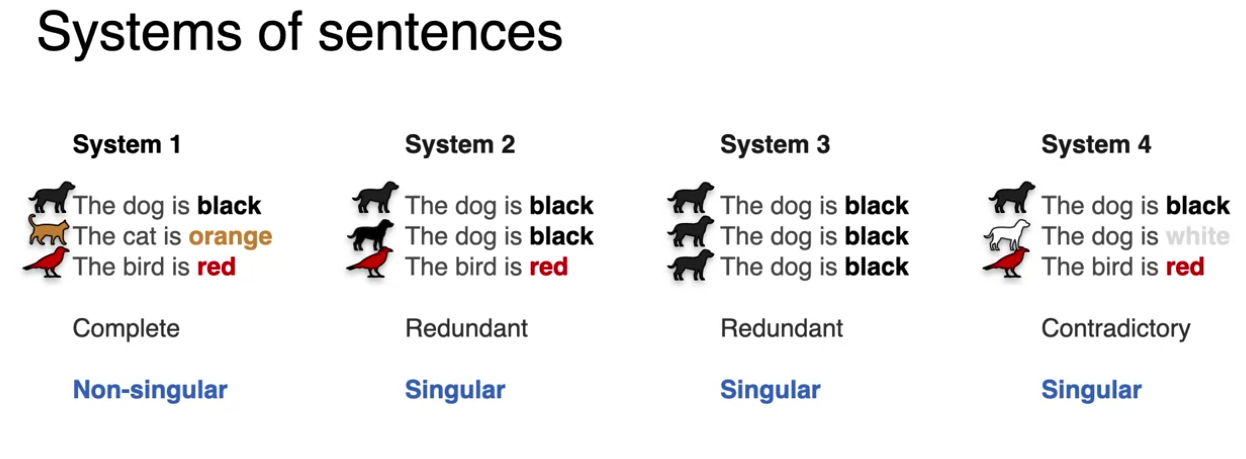 Systems of sentences
System 1
The dog is black
The cat is orange
The bird is red
Complete
Non-singular
System 2
The dog is black
The dog is black
The bird is red
Redundant
Singular
System 3
The dog is black
The dog is black
The dog is black
Redundant
Singular
System 4
The dog is black
The dog is white
The bird is red
Contradictory
Singular